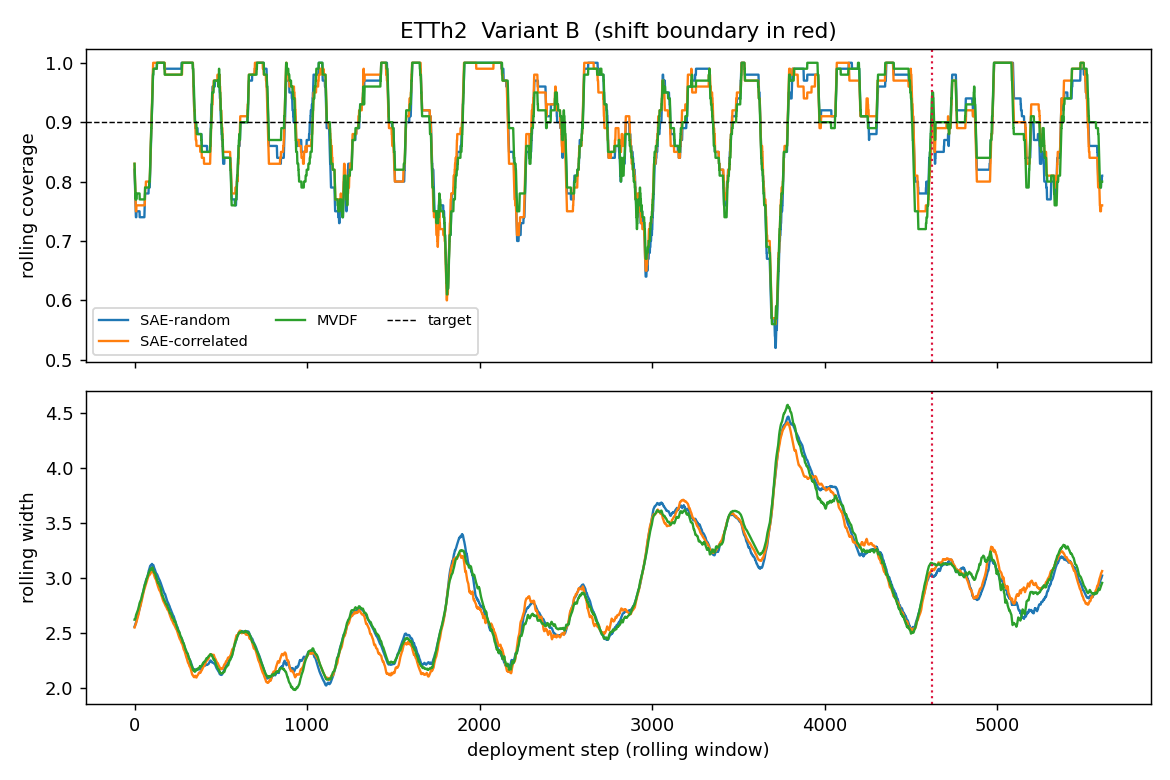 ETTh2 Variant B (shift boundary in red)
1.0
0.9
0.8
0.7
0.6
0.5
rolling coverage
SAE-random
SAE-correlated
MVDF
target
4.5
4.0
3.5
3.0
2.5
2.0
rolling width
0 1000 2000 3000 4000 5000
deployment step (rolling window)